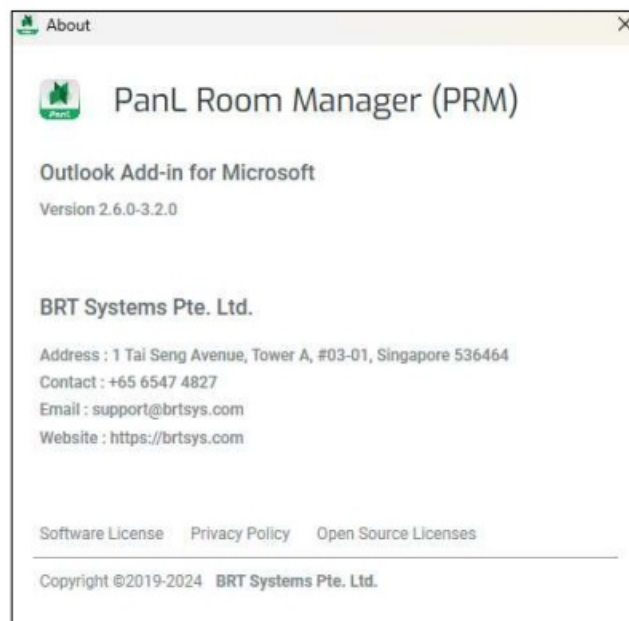 About
PanL
PanL Room Manager (PRM)
Outlook Add-in for Microsoft
Version 2.6.0-3.2.0
BRT Systems Pte. Ltd.
Address : 1 Tai Seng Avenue, Tower A, #03-01, Singapore 536464
Contact : +65 6547 4827
Email : support@brtsys.com
Website : https://brtsys.com
Software License Privacy Policy Open Source Licenses
Copyright ©2019-2024 BRT Systems Pte. Ltd.